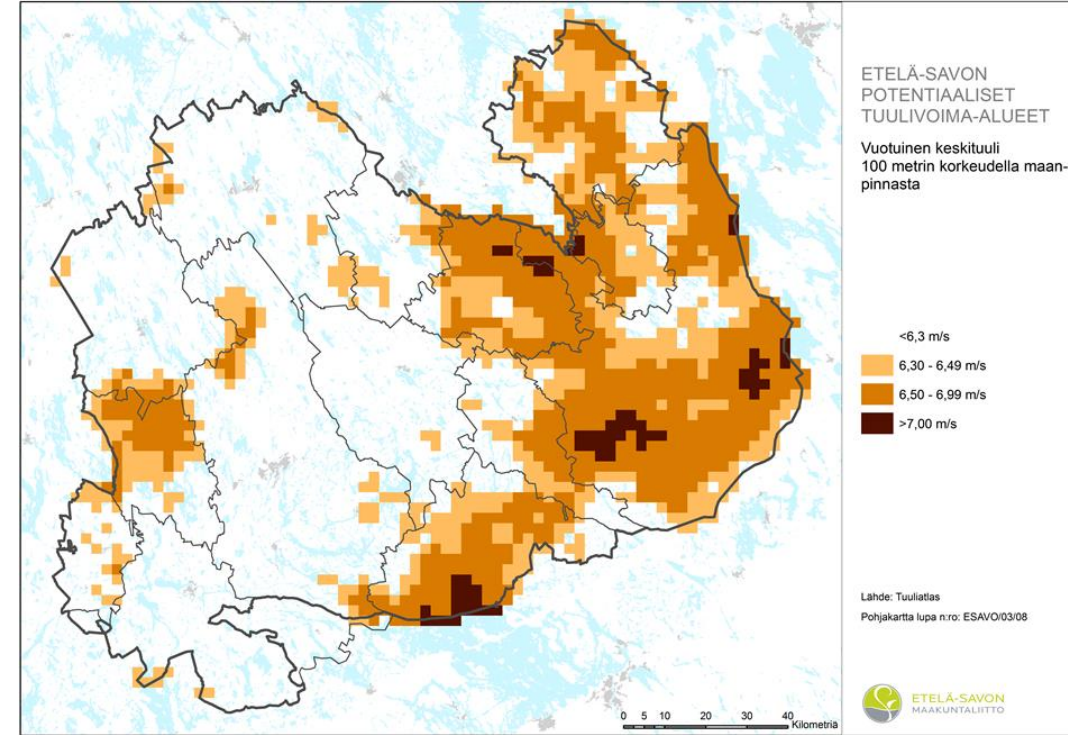 ETELÄ-SAVON
POTENTIAALISET
TUULIVOIMA-ALUEET
Vuotuinen keskituuli
100 metrin korkeudella maan-
pinnasta
<6,3 m/s
6,30 - 6,49 m/s
6,50 - 6,99 m/s
>7,00 m/s
Lähde: Tuuliatlas
Pohjakartta lupa n:ro: ESAVO/03/08
ETELÄ-SAVON
MAAKUNTALIITTO
0 5 10 20 30 40
Kilometriä